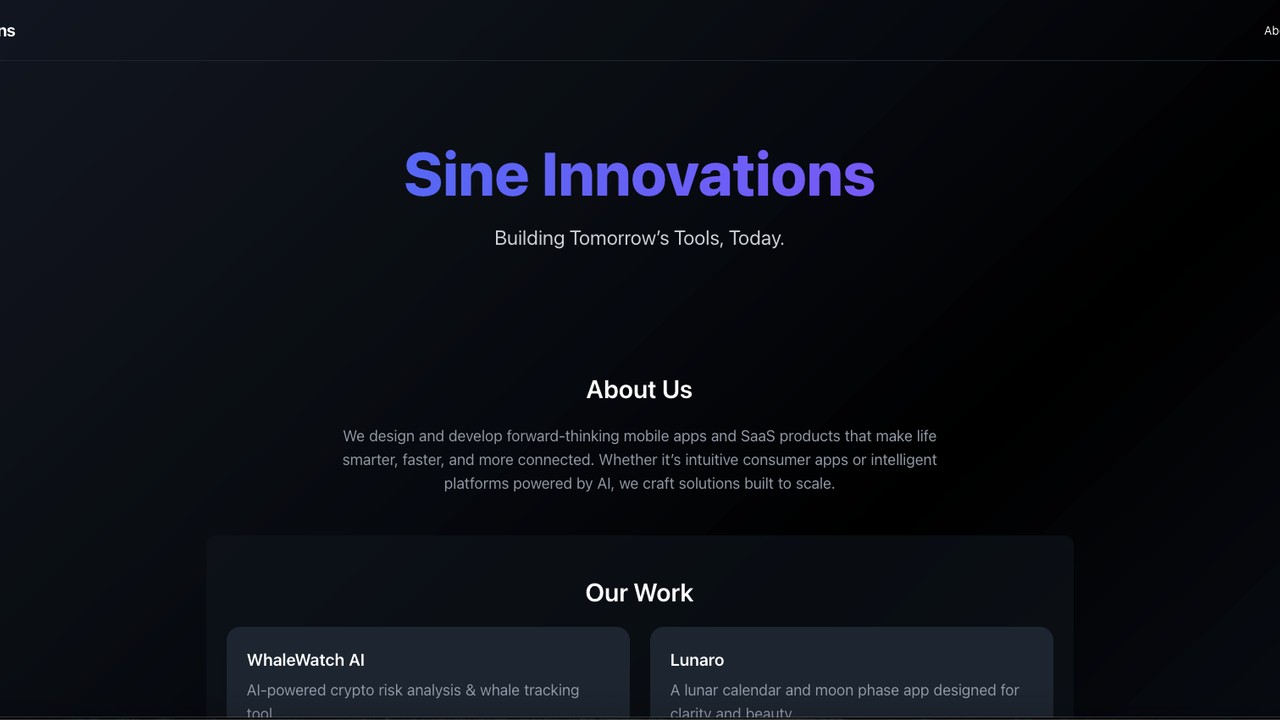 ns
Ab
Sine Innovations
Building Tomorrow’s Tools, Today.
About Us
We design and develop forward-thinking mobile apps and SaaS products that make life
smarter, faster, and more connected. Whether it’s intuitive consumer apps or intelligent
platforms powered by AI, we craft solutions built to scale.
Our Work
WhaleWatch AI
AI-powered crypto risk analysis & whale tracking
tool.
Lunaro
A lunar calendar and moon phase app designed for
clarity and beauty.